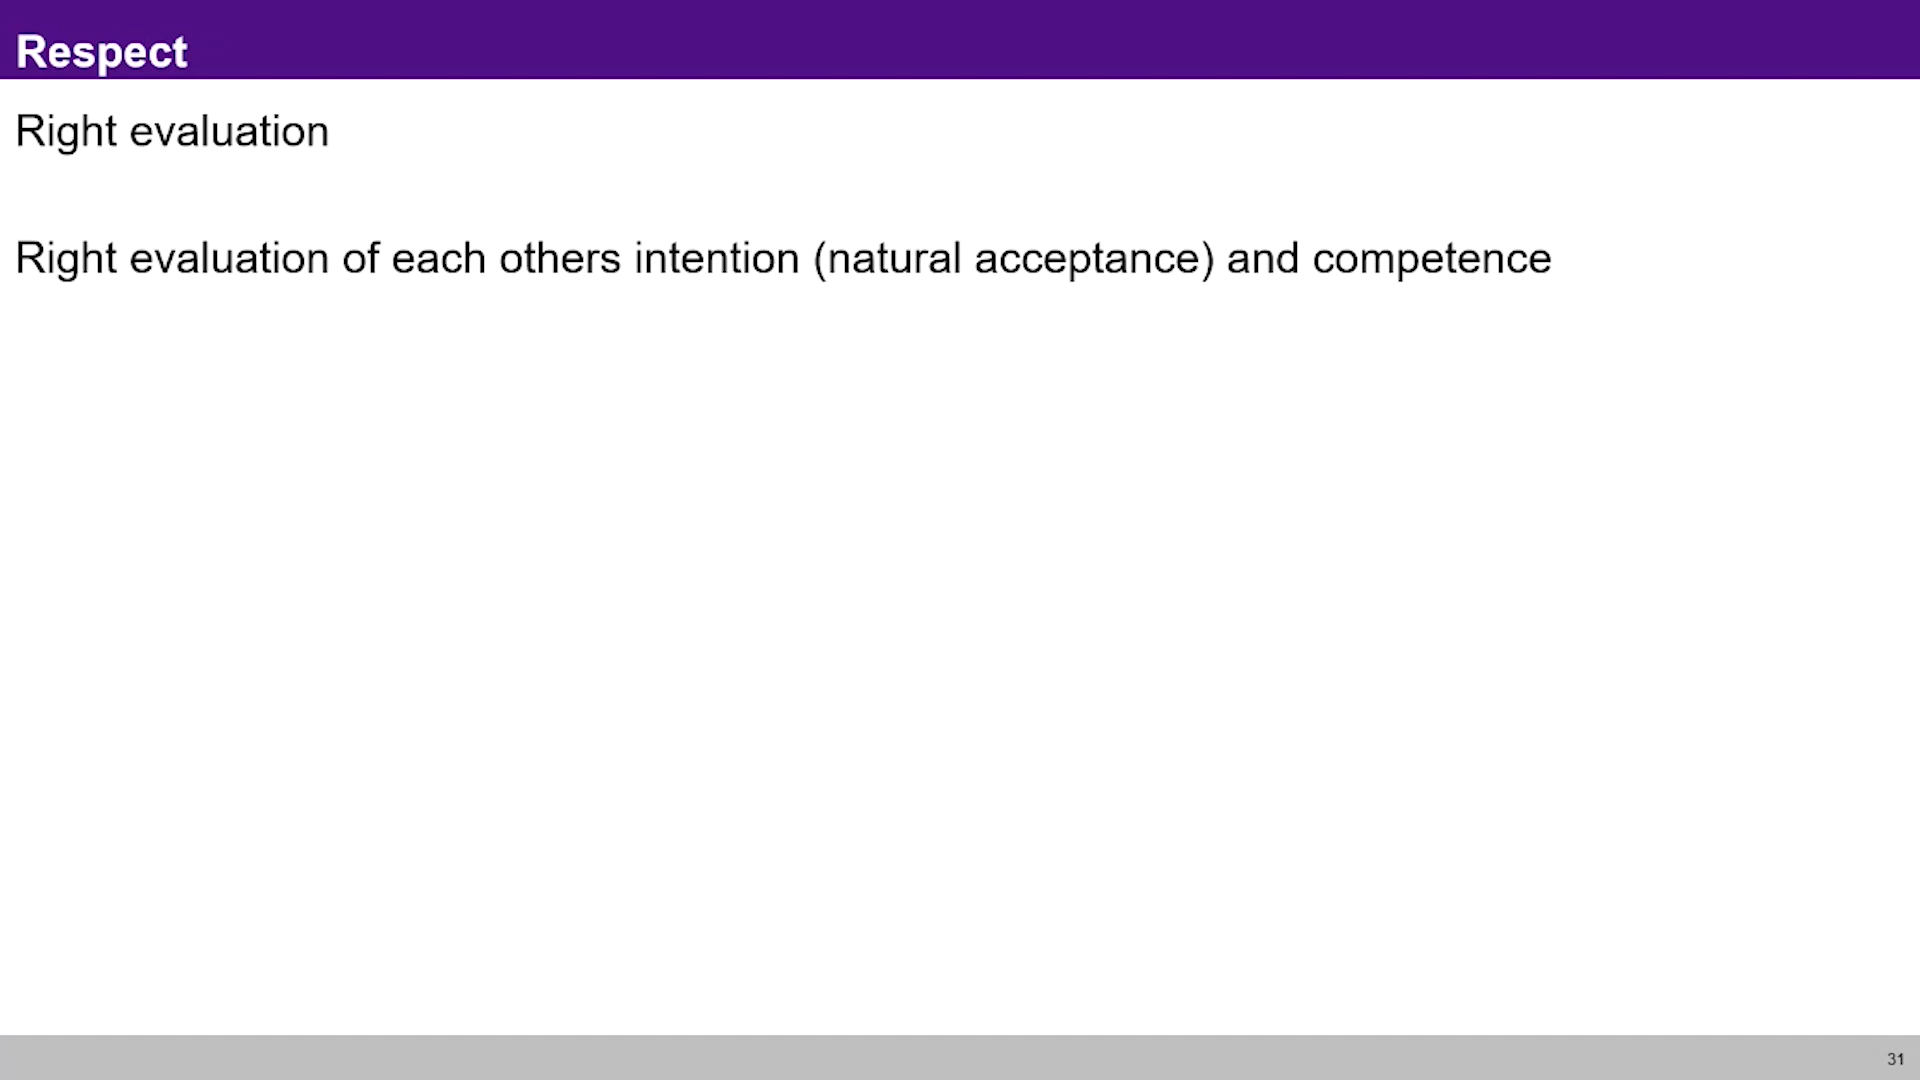 Respect
Right evaluation
Right evaluation of each others intention (natural acceptance) and competence
31